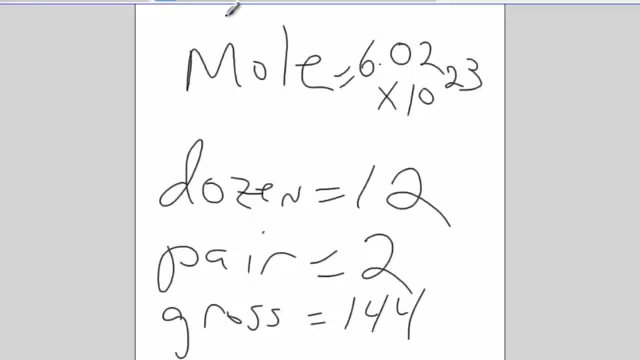 Mole = 6.02
x10 23
dozen = 12
pair = 2
gross = 144